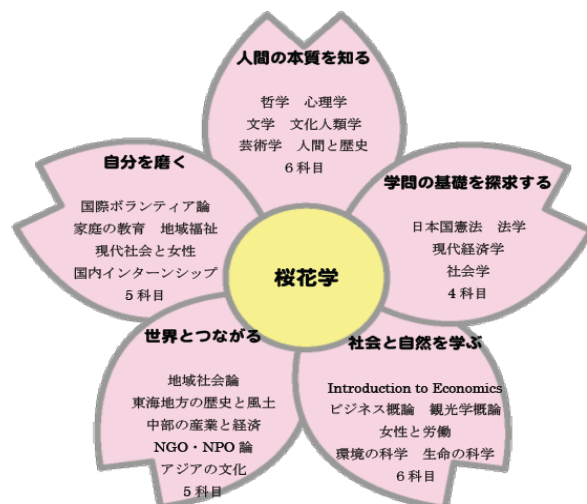 人間の本質を知る
哲学　心理学
文学　文化人類学
芸術学　人間と歴史
6科目
学問の基礎を探求する
日本国憲法　法学
現代経済学
社会学
4科目
社会と自然を学ぶ
Introduction to Economics
ビジネス概論　観光学概論
女性と労働
環境の科学　生命の科学
6科目
世界とつながる
地域社会論
東海地方の歴史と風土
中部の産業と経済
NGO・NPO論
アジアの文化
5科目
自分を磨く
国際ボランティア論
家庭の教育　地域福祉
現代社会と女性
国内インターンシップ
5科目
桜花学